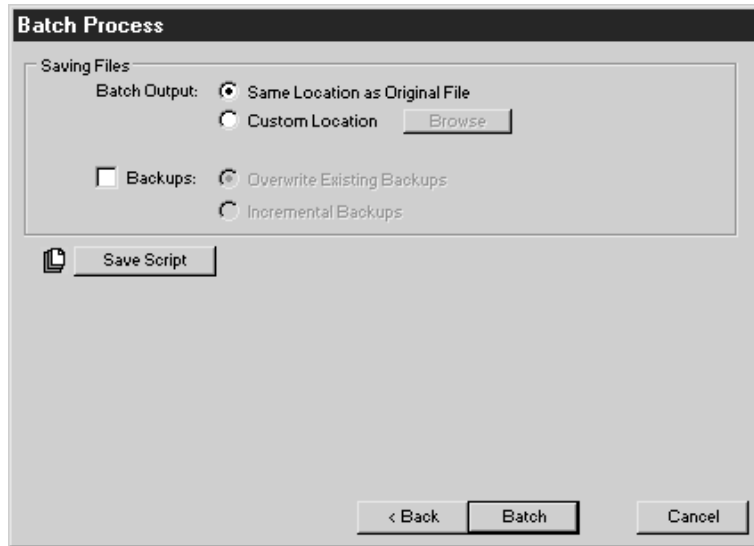 Batch Process
Saving Files
Batch Output: Same Location as Original File
Custom Location Browse
Backups: Overwrite Existing Backups
Incremental Backups
Save Script
< Back Batch Cancel